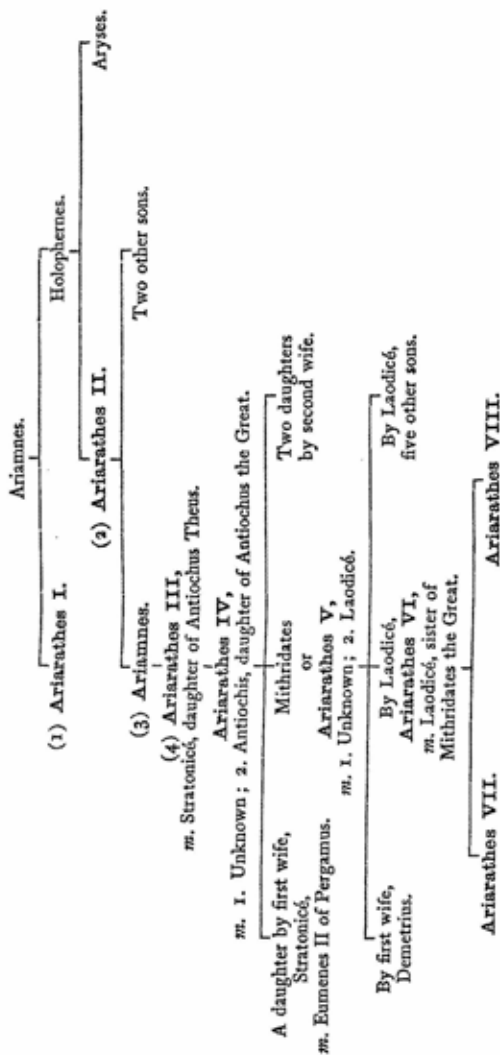 Ariamnes.
(1) Ariarathes I.
Holophernes.
(2) Ariarathes II.
Aryses.
(3) Ariamnes.
Two other sons.
(4) Ariarathes III,
m. Stratonicé, daughter of Antiochus Theus.
Ariarathes IV,
m. 1. Unknown; 2. Antiochis, daughter of Antiochus the Great.
A daughter by first wife,
Stratonicé,
m. Eumenes II of Pergamus.
Mithridates
or
Ariarathes V,
m. 1. Unknown; 2. Laodicé.
Two daughters
by second wife.
By first wife,
Demetrius.
By Laodicé,
Ariarathes VI,
m. Laodicé, sister of
Mithridates the Great.
By Laodicé,
five other sons.
Ariarathes VII.
Ariarathes VIII.